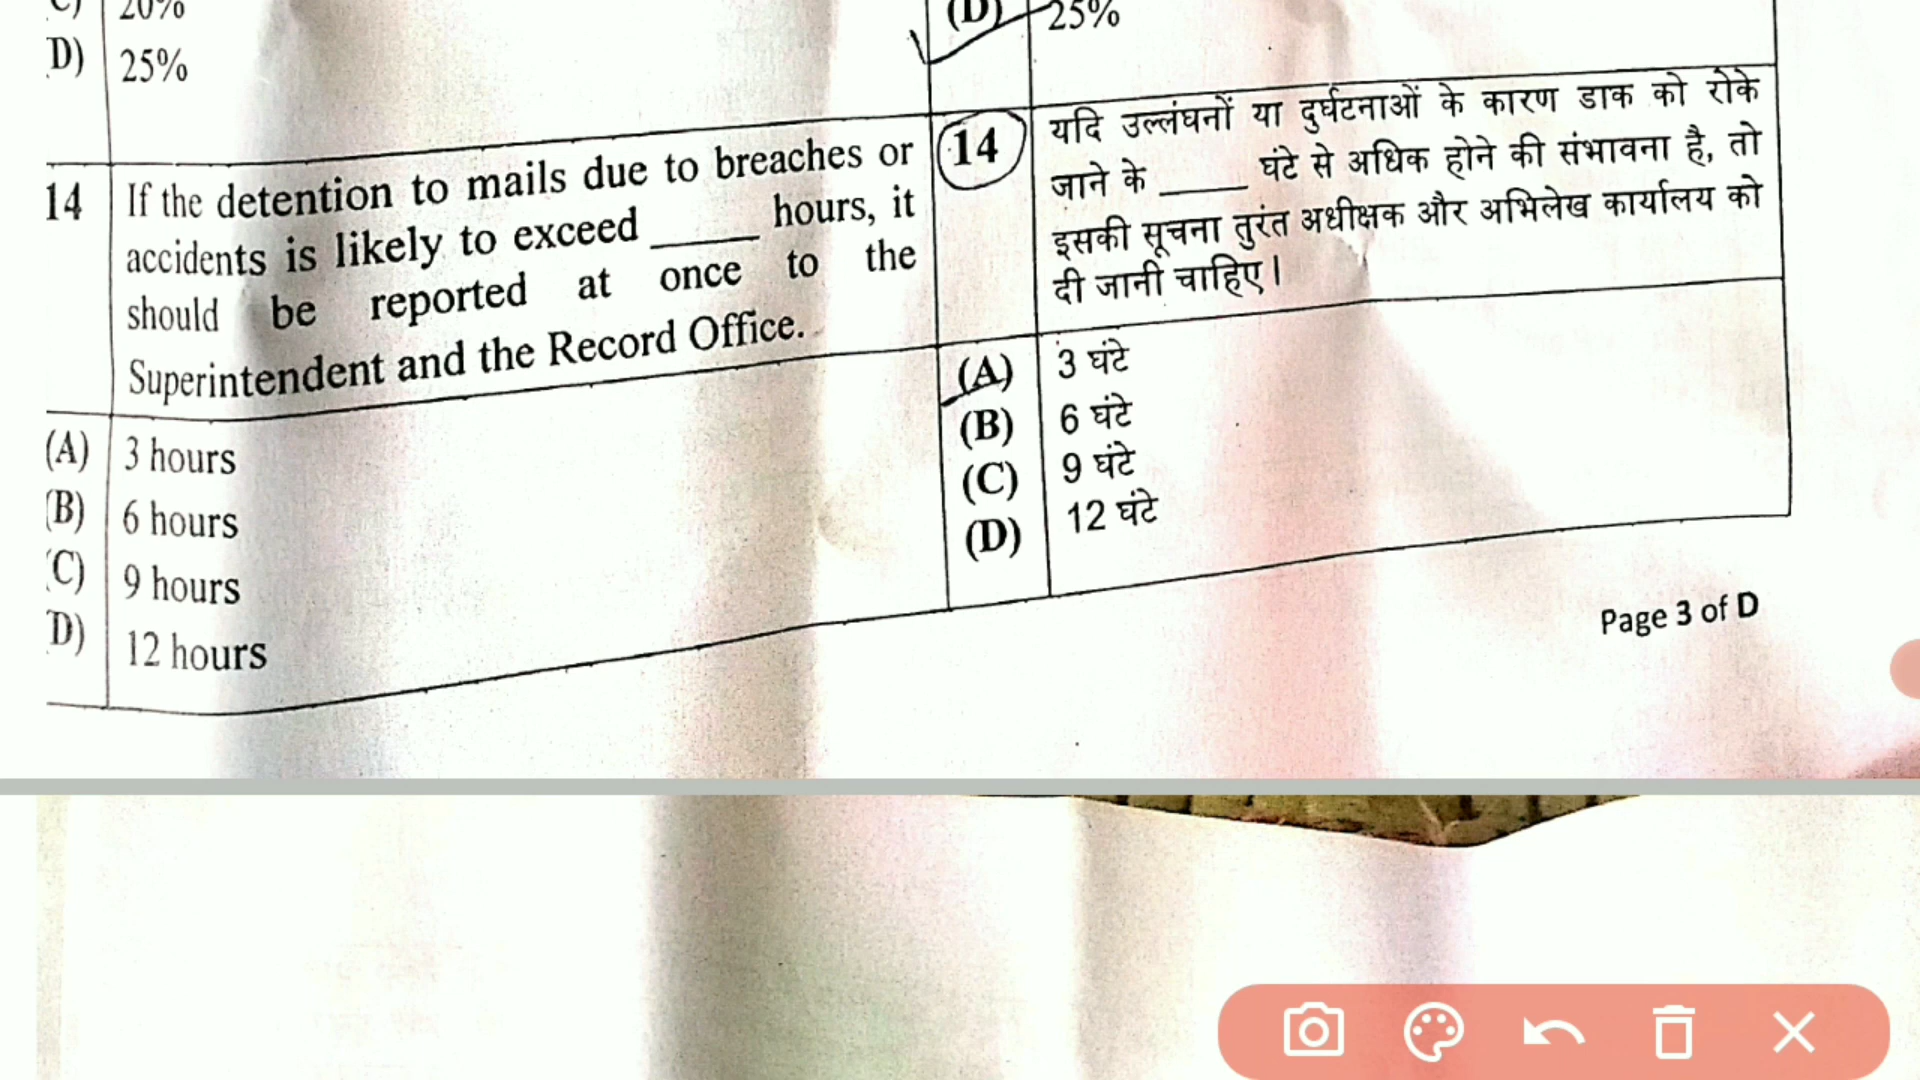 C) 20%
D) 25%
(D) 25%
14 If the detention to mails due to breaches or
accidents is likely to exceed _____ hours, it
should be reported at once to the
Superintendent and the Record Office.
(A) 3 hours
(B) 6 hours
(C) 9 hours
D) 12 hours
14 यदि उल्लंघनों या दुर्घटनाओं के कारण डाक को रोके
जाने के _____ घंटे से अधिक होने की संभावना है, तो
इसकी सूचना तुरंत अधीक्षक और अभिलेख कार्यालय को
दी जानी चाहिए।
(A) 3 घंटे
(B) 6 घंटे
(C) 9 घंटे
(D) 12 घंटे
Page 3 of D